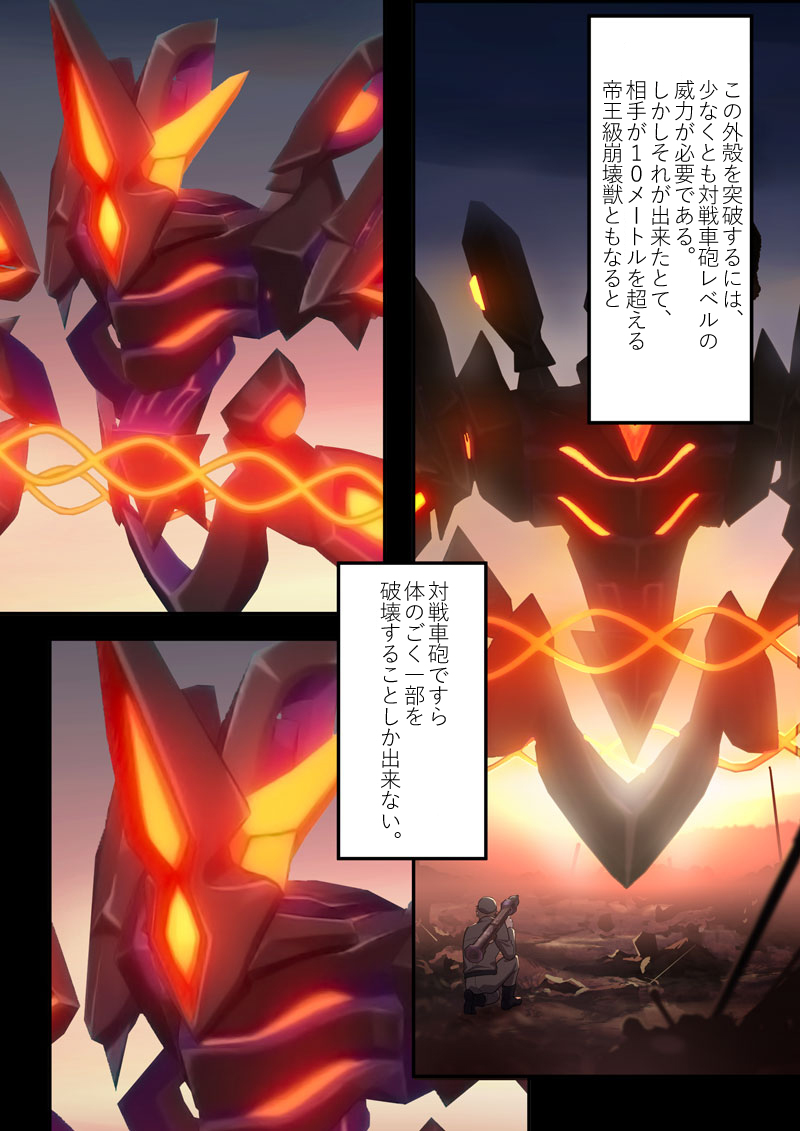 この外殻を突破するには、
少なくとも対戦車砲レベルの
威力が必要である。
しかしそれが出来たとて、
相手が１０メートルを超える
帝王級崩壊獣ともなると
対戦車砲ですら
体のごく一部を
破壊することしか出来ない。